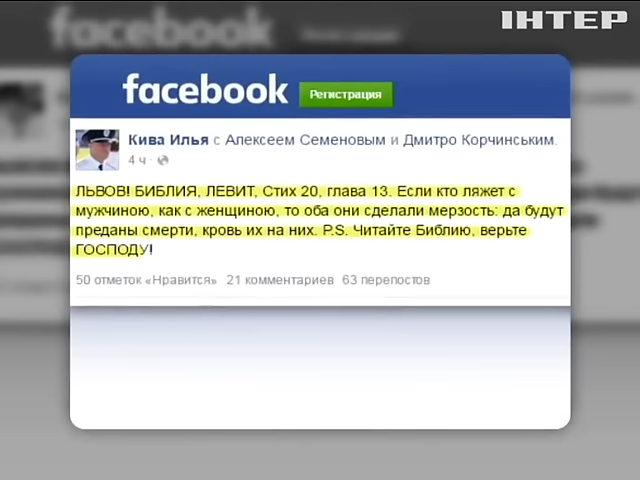 ІНТЕР
facebook
facebook
Регистрация
Кива Илья с Алексеем Семеновым и Дмитро Корчинським.
4 ч ·
ЛЬВОВ! БИБЛИЯ, ЛЕВИТ, Стих 20, глава 13. Если кто ляжет с
мужчиною, как с женщиною, то оба они сделали мерзость: да будут
преданы смерти, кровь их на них. P.S. Читайте Библию, верьте
ГОСПОДУ!
50 отметок «Нравится» 21 комментариев 63 перепостов